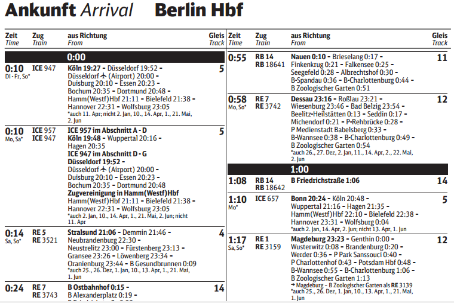 Ankunft Arrival Berlin Hbf
Zeit Zug aus Richtung Gleis
Time Train From Track
0:00
0:10 ICE 947 Köln 19:27 – Düsseldorf 19:52 – 5
Di - Fr, So* Düsseldorf (Airport) 20:00 –
Duisburg 20:10 – Essen 20:23 –
Bochum 20:35 – Dortmund 20:48
Hamm(Westf)Hbf 21:11 – Bielefeld 21:38 –
Hannover 22:31 – Wolfsburg 23:05
*auch 11. Apr; nicht 2. Jan, 10., 14. Apr, 1., 21. Mai,
2. Jun
0:10 ICE 957 ICE 957 im Abschnitt A - D 5
Mo, Sa* ICE 947 Köln 19:48 – Wuppertal 20:16 –
Hagen 20:35
ICE 947 im Abschnitt D - G
Düsseldorf 19:52 –
Düsseldorf (Airport) 20:00 –
Duisburg 20:10 – Essen 20:23 –
Bochum 20:35 – Dortmund 20:48
Zugvereinigung in Hamm(Westf)Hbf
Hamm(Westf)Hbf 21:11 – Bielefeld 21:38 –
Hannover 22:31 – Wolfsburg 23:05
*auch 2. Jan, 10., 14. Apr, 1., 21. Mai, 2. Jun; nicht
11. Apr
0:14 RE 5 Stralsund 21:06 – Demmin 21:46 – 4
Sa, So* RE 3521 Neubrandenburg 22:30 –
Neustrelitz 23:00 – Fürstenberg 23:13 –
Gransee 23:26 – Löwenberg 23:34 –
Oranienburg 23:44 – B Gesundbrunnen 0:09
*auch 25., 26. Dez, 1. Jan, 10., 13. Apr, 1., 21. Mai,
1. Jun
0:24 RE 7 B Ostbahnhof 0:15 – 14
RE 3743 B Alexanderplatz 0:19 –
Zeit Zug aus Richtung Gleis
Time Train From Track
0:55 RB 14 Nauen 0:10 – Brieselang 0:17 – 11
RB 18641 Finkenkrug 0:21 – Falkensee 0:25 –
Seegefeld 0:28 – Albrechtshof 0:30 –
B-Spandau 0:36 – B-Charlottenburg 0:44 –
B Zoologischer Garten 0:51
0:58 RE 7 Dessau 23:16 – Roßlau 23:21 – 12
Mo, So* RE 3742 Wiesenburg 23:46 – Bad Belzig 23:54 –
Beelitz-Heilstätten 0:13 – Seddin 0:17 –
Michendorf 0:21 – P-Rehbrücke 0:28 –
P Medienstadt Babelsberg 0:33 –
B-Wannsee 0:38 – B-Charlottenburg 0:49 –
B Zoologischer Garten 0:54
*auch 26., 27. Dez, 2. Jan, 11., 14. Apr, 2., 22. Mai,
2. Jun
1:00
1:08 RB 14 B Friedrichstraße 1:06 14
RB 18642
1:10 ICE 657 Bonn 20:24 – Köln 20:48 – 5
Mo* Wuppertal 21:16 – Hagen 21:35 –
Hamm(Westf)Hbf 22:10 – Bielefeld 22:38 –
Hannover 23:31 – Wolfsburg 0:04
*auch 2. Jan, 14. Apr, 2. Jun; nicht 13. Apr, 1. Jun
1:17 RE 1 Magdeburg 23:23 – Genthin 0:00 – 12
Sa, So* RE 3159 Wusterwitz 0:08 – Brandenburg 0:20 –
Werder 0:36 – P Park Sanssouci 0:40 –
P Charlottenhof 0:43 – Potsdam Hbf 0:48 –
B-Wannsee 0:55 – B-Charlottenburg 1:06 –
B Zoologischer Garten 1:13
Magdeburg - B Zoologischer Garten als RE 3159
*auch 25., 26. Dez, 1. Jan, 10., 13. Apr, 1., 21. Mai,
1. Jun